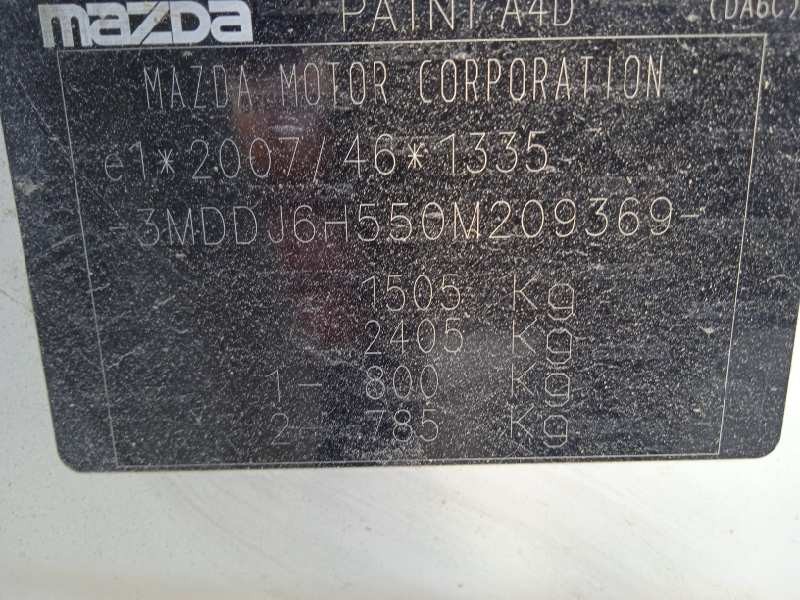 mazda PAINT A4D (DA6C
MAZDA MOTOR CORPORATION
e1*2007/46*1335
-3MDDJ6H550M209369-
1505 Kg
2405 Kg
1- 800 Kg
2- 785 Kg